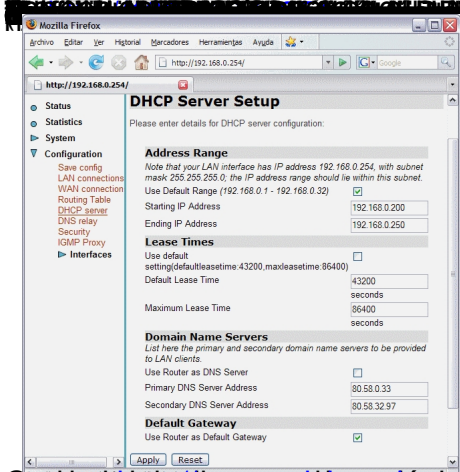 Mozilla Firefox
Archivo Editar Ver Historial Marcadores Herramientas Ayuda
http://192.168.0.254/
Google
http://192.168.0.254/
Status
Statistics
System
Configuration
Save config
LAN connections
WAN connection
Routing Table
DHCP server
DNS relay
Security
IGMP Proxy
Interfaces
DHCP Server Setup
Please enter details for DHCP server configuration:
Address Range
Note that your LAN interface has IP address 192.168.0.254, with subnet
mask 255.255.255.0; the IP address range should lie within this subnet.
Use Default Range (192.168.0.1 - 192.168.0.32)
Starting IP Address 192.168.0.200
Ending IP Address 192.168.0.250
Lease Times
Use default
setting(defaultleasetime:43200,maxleasetime:86400)
Default Lease Time 43200
seconds
Maximum Lease Time 86400
seconds
Domain Name Servers
List here the primary and secondary domain name servers to be provided
to LAN clients.
Use Router as DNS Server
Primary DNS Server Address 80.58.0.33
Secondary DNS Server Address 80.58.32.97
Default Gateway
Use Router as Default Gateway
Apply Reset